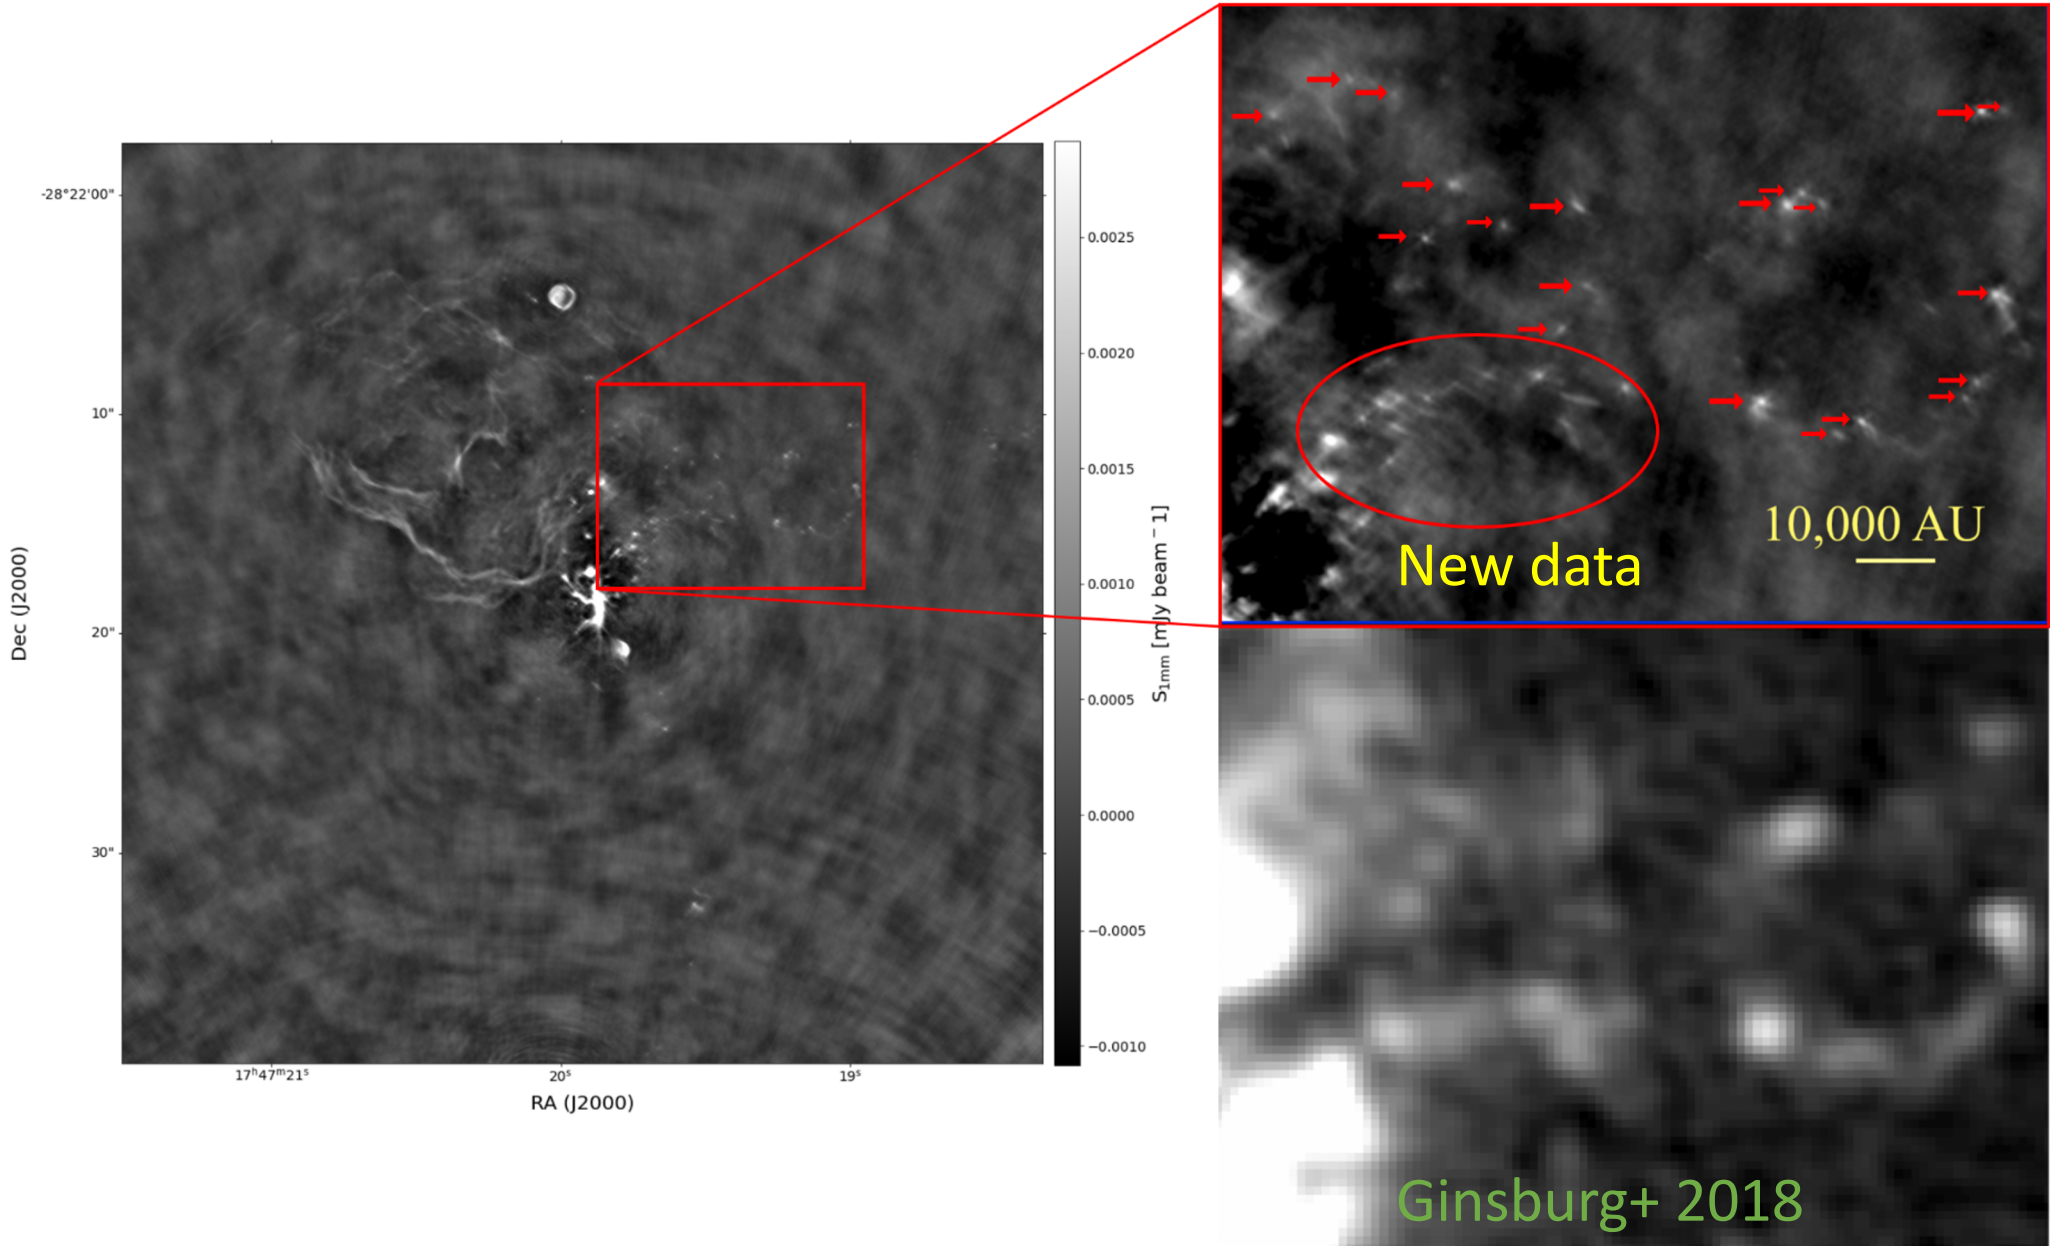 -28°22'00"
10"
20"
30"
Dec (J2000)
17ʰ47ᵐ21ˢ
20ˢ
19ˢ
RA (J2000)
0.0025
0.0020
0.0015
0.0010
0.0005
0.0000
−0.0005
−0.0010
S₁ₘₘ [mJy beam⁻1]
10,000 AU
New data
Ginsburg+ 2018